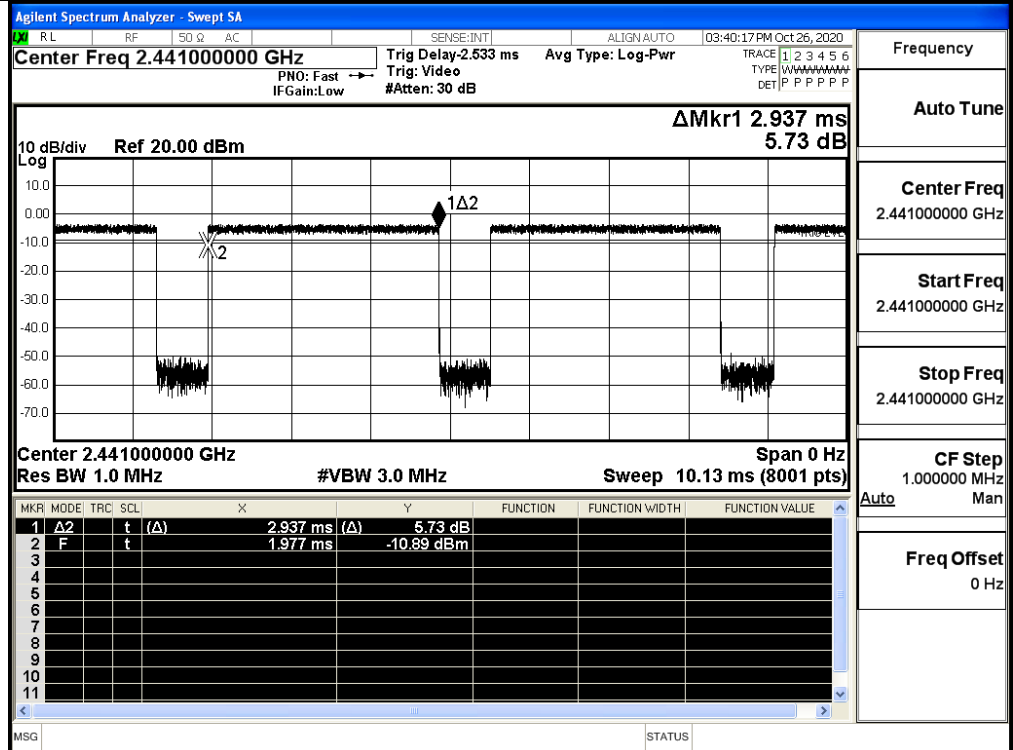 Agilent Spectrum Analyzer - Swept SA
LXI RL RF 50 Ω AC SENSE:INT ALIGN AUTO 03:40:17 PM Oct 26, 2020
Center Freq 2.441000000 GHz Trig Delay-2.533 ms Avg Type: Log-Pwr TRACE 1 2 3 4 5 6
PNO: Fast Trig: Video TYPE WWWWWW
IFGain:Low #Atten: 30 dB DET P P P P P P
ΔMkr1 2.937 ms
5.73 dB
10 dB/div Ref 20.00 dBm
Log
10.0
0.00
-10.0
-20.0
-30.0
-40.0
-50.0
-60.0
-70.0
1Δ2
2
Center 2.441000000 GHz Span 0 Hz
Res BW 1.0 MHz #VBW 3.0 MHz Sweep 10.13 ms (8001 pts)
MKR MODE TRC SCL X Y FUNCTION FUNCTION WIDTH FUNCTION VALUE
1 Δ2 t (Δ) 2.937 ms (Δ) 5.73 dB
2 F t 1.977 ms -10.89 dBm
3
4
5
6
7
8
9
10
11
MSG STATUS
Frequency
Auto Tune
Center Freq
2.441000000 GHz
Start Freq
2.441000000 GHz
Stop Freq
2.441000000 GHz
CF Step
1.000000 MHz
Auto Man
Freq Offset
0 Hz